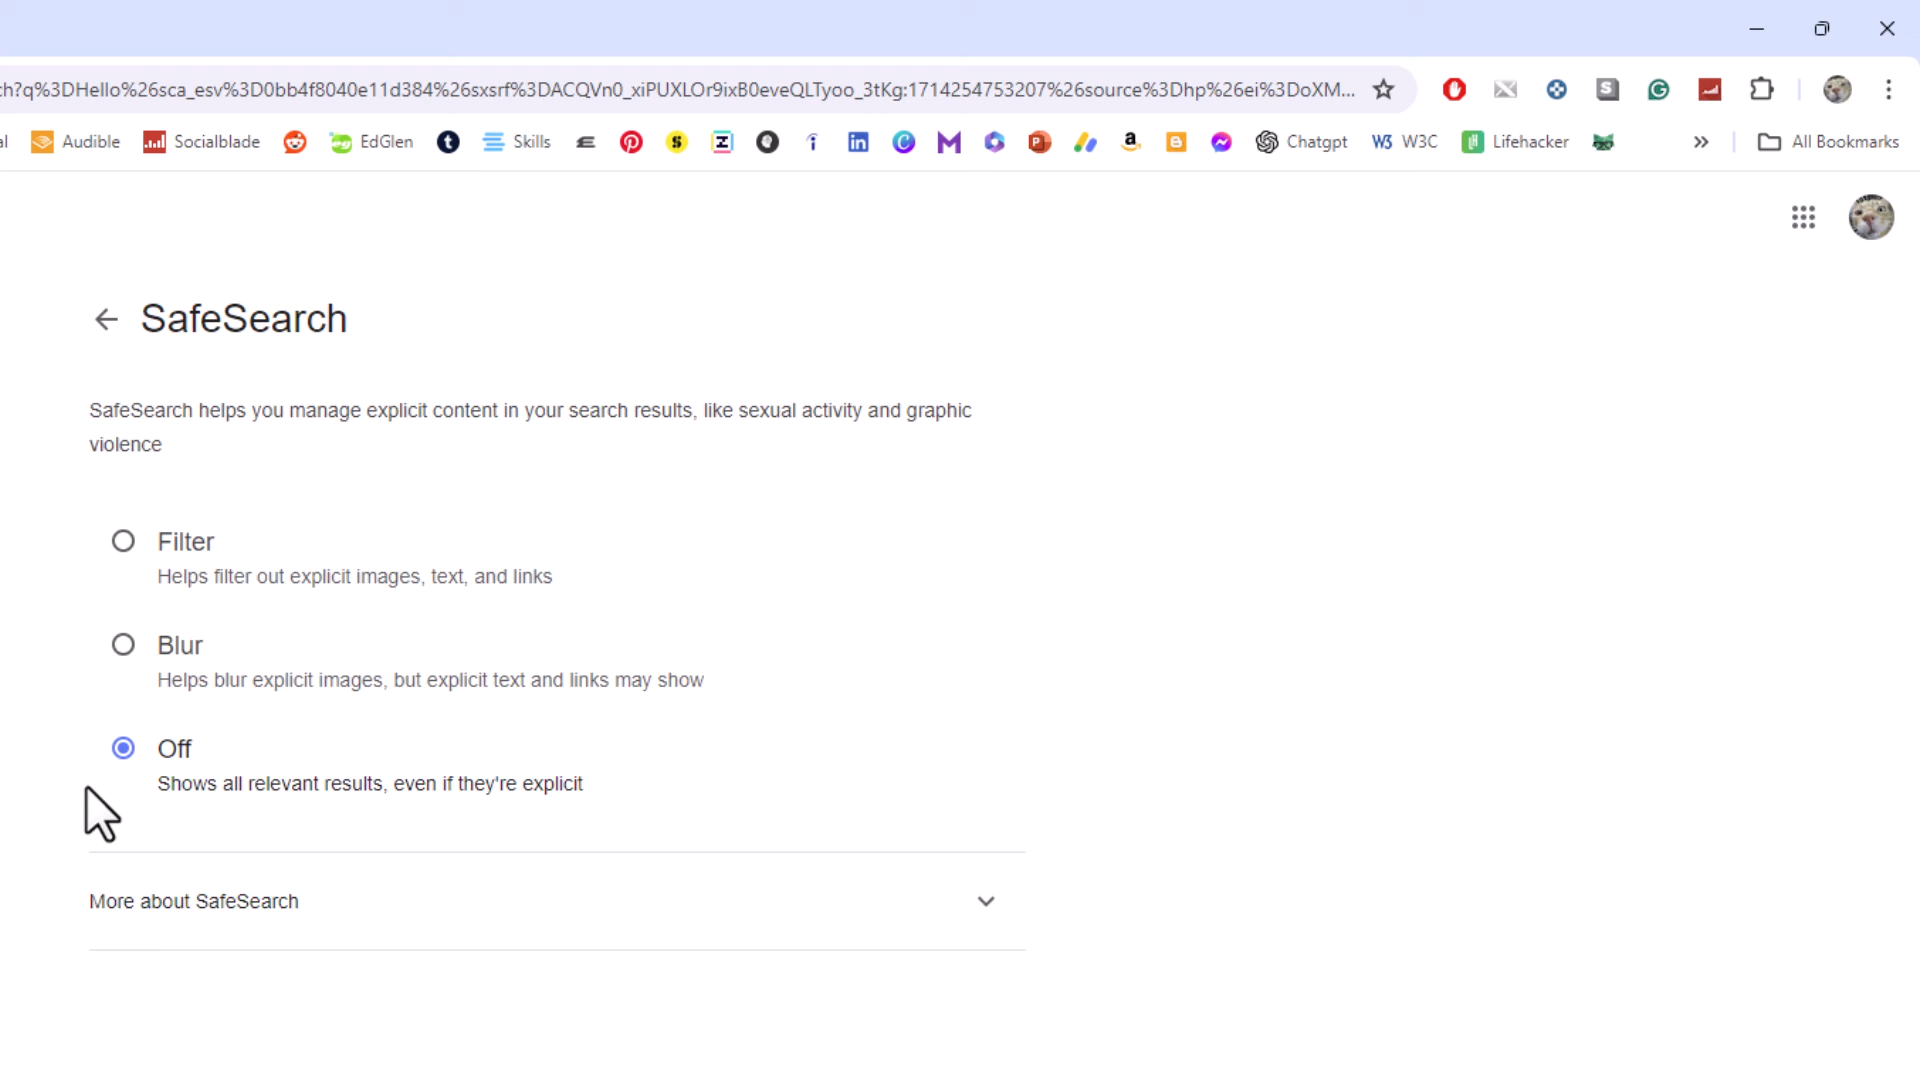 ch?q%3DHello%26sca_esv%3D0bb4f8040e11d384%26sxsrf%3DACQVn0_xiPUXLOr9ixB0eveQLTyoo_3tKg:1714254753207%26source%3Dhp%26ei%3DoXM...
al Audible Socialblade EdGlen Skills Chatgpt W3C Lifehacker All Bookmarks
SafeSearch
SafeSearch helps you manage explicit content in your search results, like sexual activity and graphic
violence
Filter
Helps filter out explicit images, text, and links
Blur
Helps blur explicit images, but explicit text and links may show
Off
Shows all relevant results, even if they're explicit
More about SafeSearch